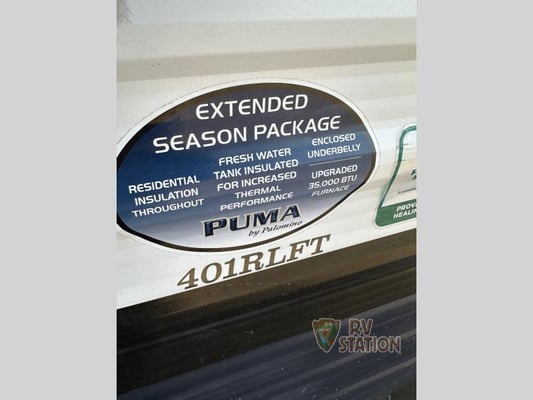 EXTENDED
SEASON PACKAGE
RESIDENTIAL
INSULATION
THROUGHOUT
FRESH WATER
TANK INSULATED
FOR INCREASED
THERMAL
PERFORMANCE
ENCLOSED
UNDERBELLY
UPGRADED
35,000 BTU
FURNACE
PUMA
by Palomino
401RLFT
HEALING
RV
STATION